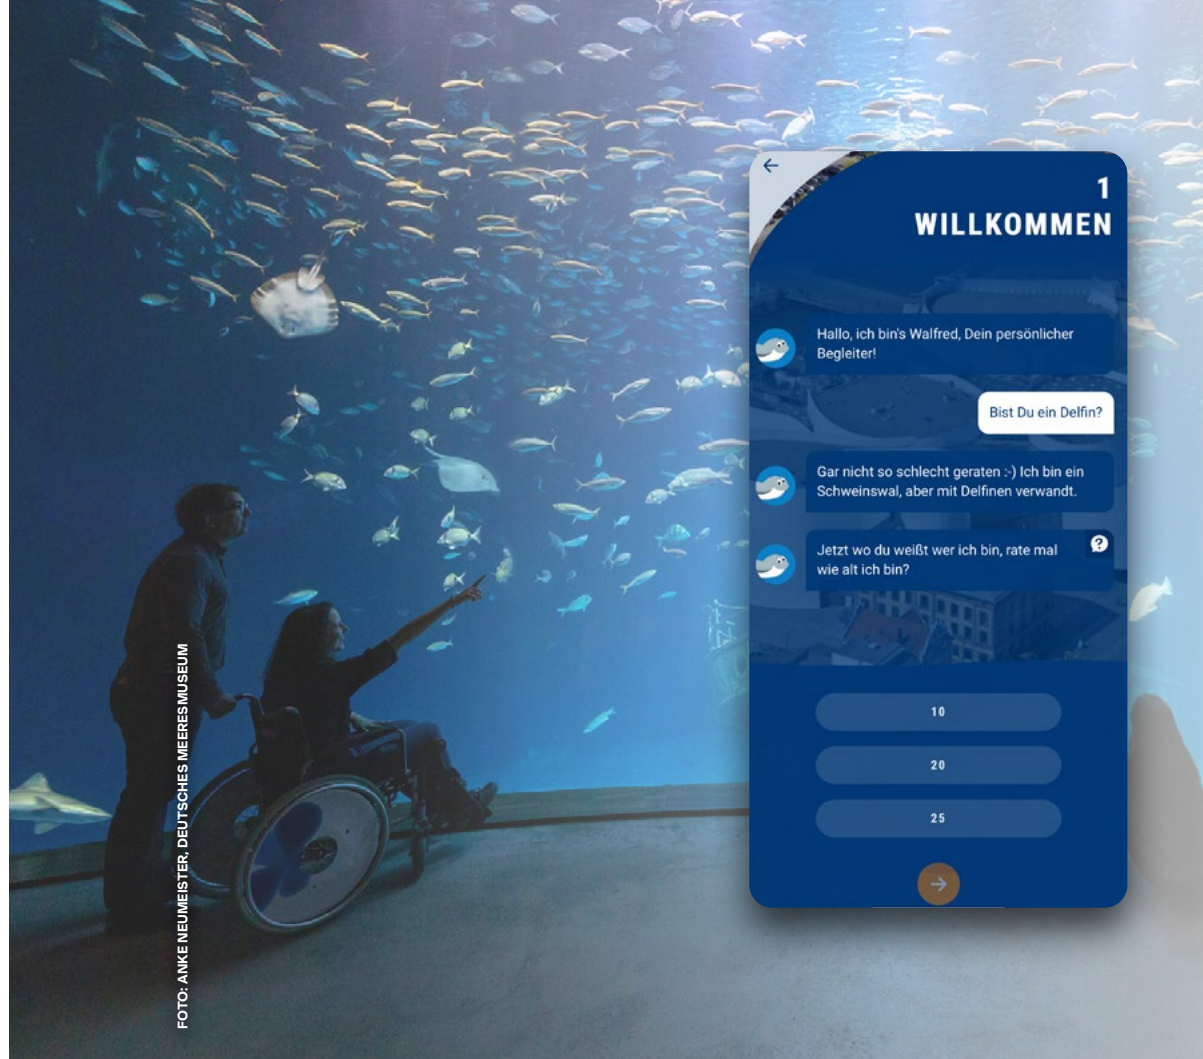 1
WILLKOMMEN
Hallo, ich bin's Walfred, Dein persönlicher
Begleiter!
Bist Du ein Delfin?
Gar nicht so schlecht geraten :-) Ich bin ein
Schweinswal, aber mit Delfinen verwandt.
Jetzt wo du weißt wer ich bin, rate mal
wie alt ich bin?
?
10
20
25
FOTO: ANKE NEUMEISTER, DEUTSCHES MEERESMUSEUM